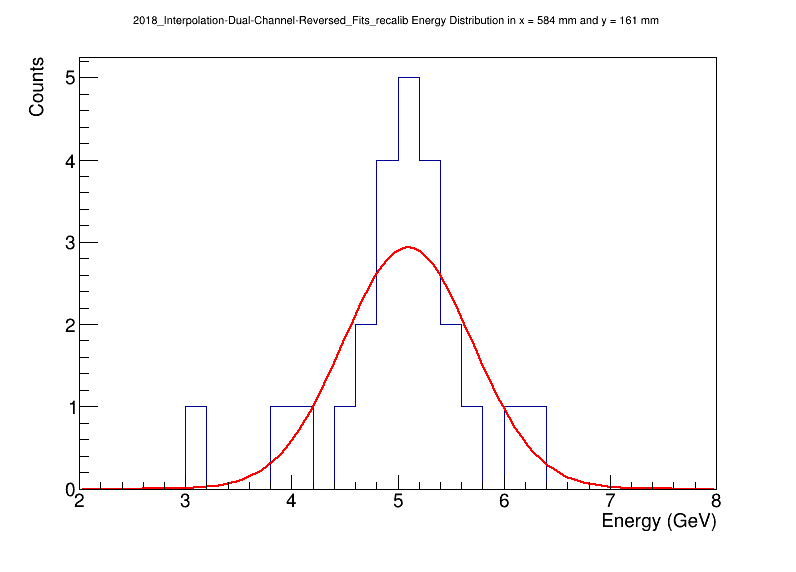 2018_Interpolation-Dual-Channel-Reversed_Fits_recalib Energy Distribution in x = 584 mm and y = 161 mm
Counts
5
4
3
2
1
0
2 3 4 5 6 7 8
Energy (GeV)